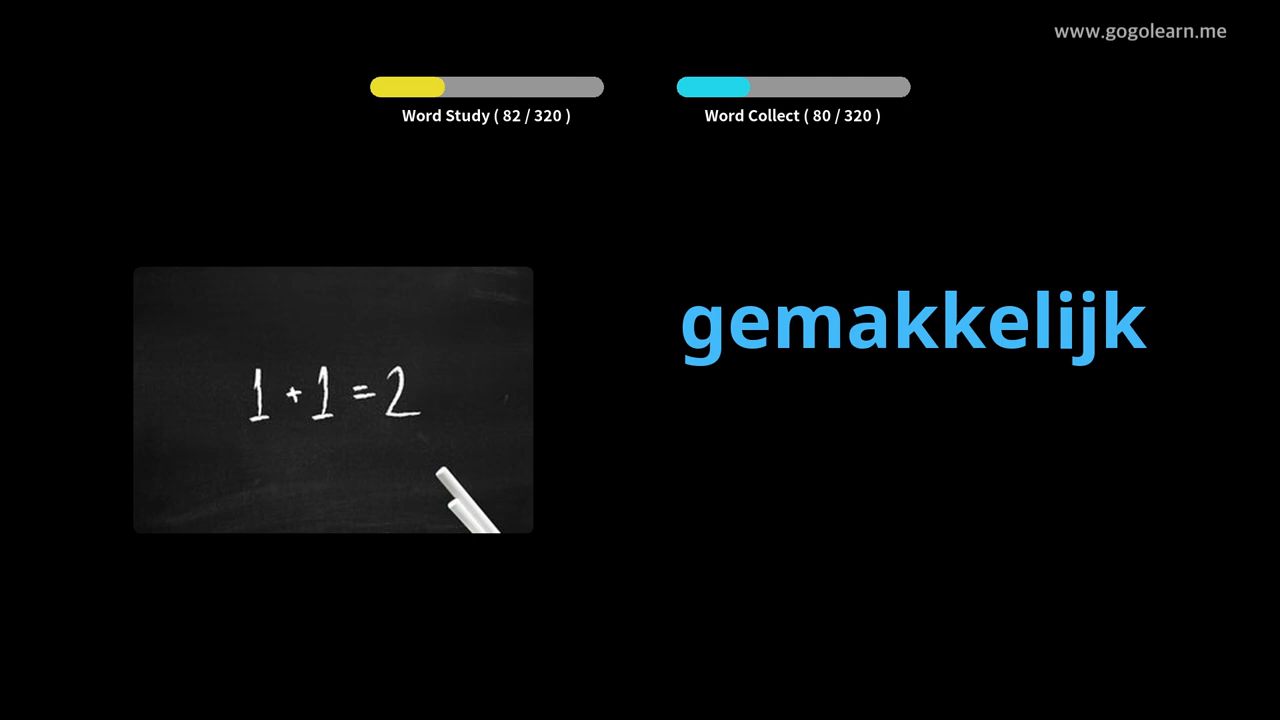 www.gogolearn.me
Word Study ( 82 / 320 )
Word Collect ( 80 / 320 )
gemakkelijk
1 + 1 = 2